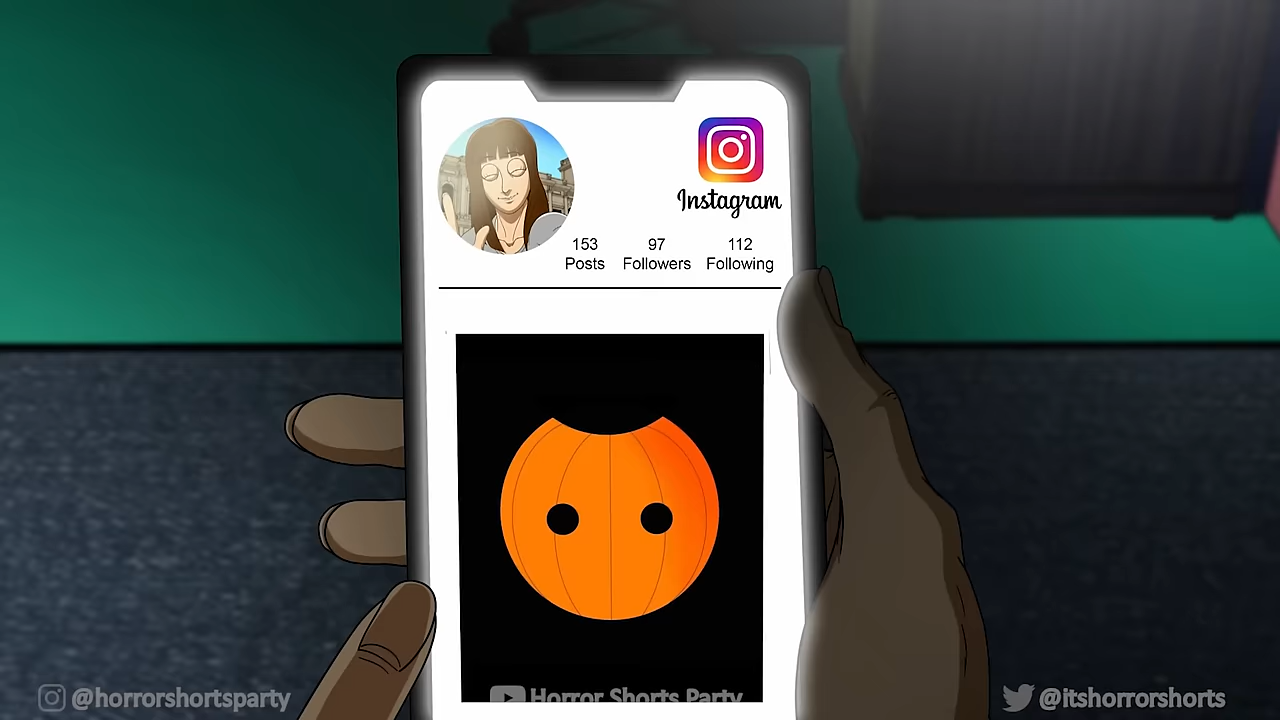 Instagram
153 97 112
Posts Followers Following
Horror Shorts Party
@horrorshortsparty
@itshorrorshorts